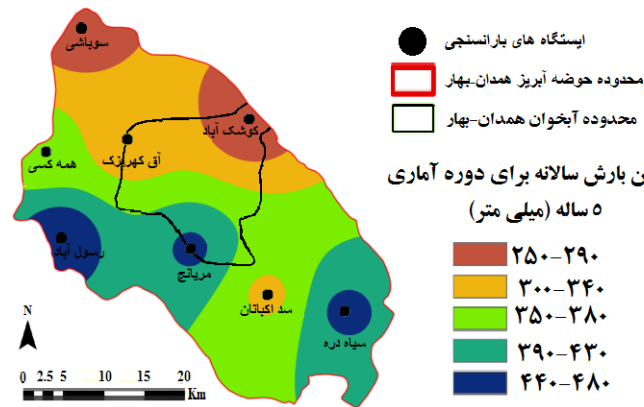 سوباشی
کوشک آباد
آق کهریزک
همه کسی
رسول آباد
مریانج
سد اکباتان
سیاه دره
N
0 2.5 5 10 15 20
Km
ایستگاه های بارانسنجی
محدوده حوضه آبریز همدان-بهار
محدوده آبخوان همدان-بهار
ن بارش سالانه برای دوره آماری
۵ ساله (میلی متر)
۲۵۰-۲۹۰
۳۰۰-۳۴۰
۳۵۰-۳۸۰
۳۹۰-۴۳۰
۴۴۰-۴۸۰